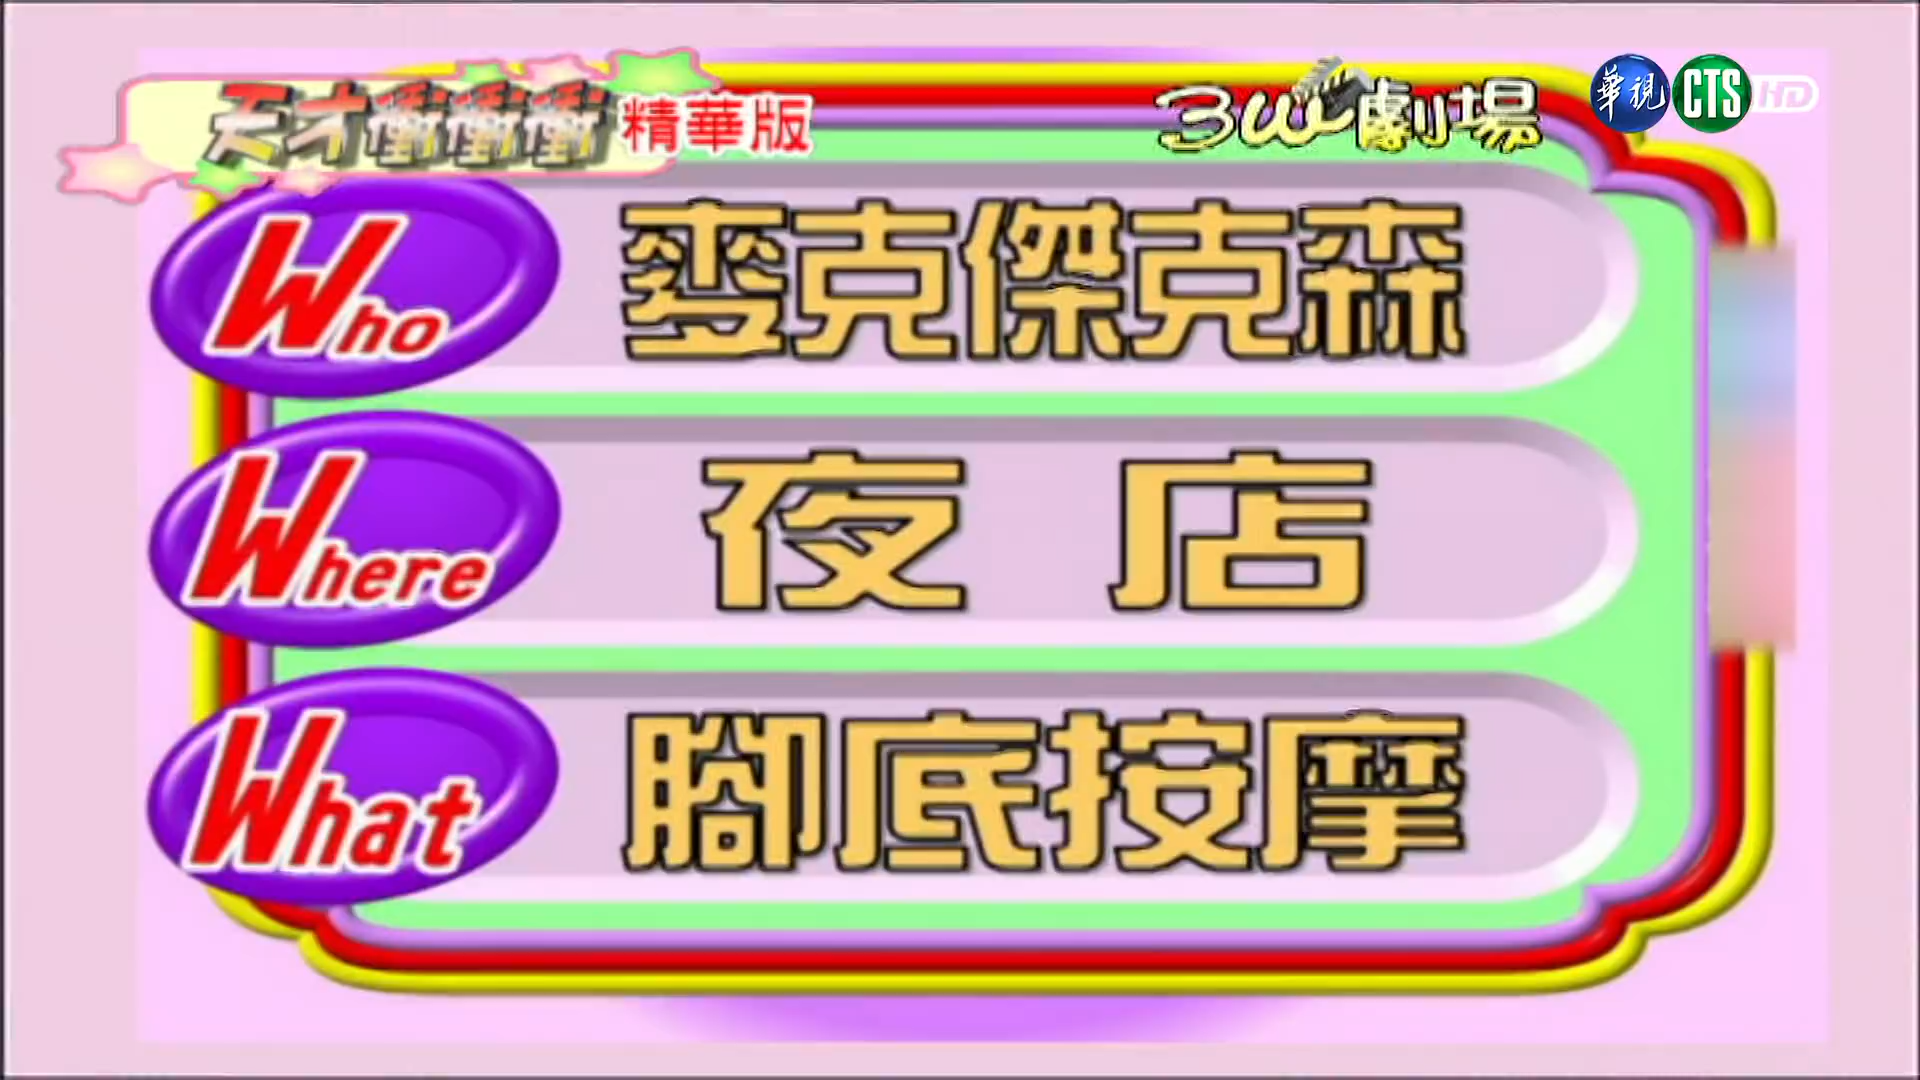 天才衝衝衝 精華版
3W劇場
華視 CTS HD
Who 麥克傑克森
Where 夜店
What 腳底按摩